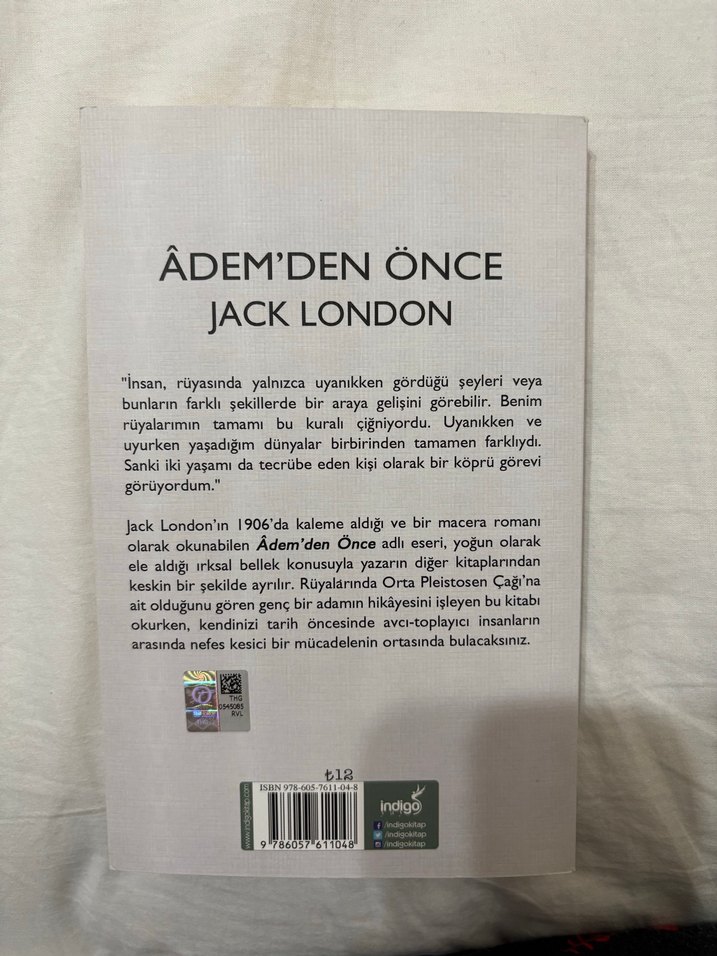 ÂDEM'DEN ÖNCE
JACK LONDON
"İnsan, rüyasında yalnızca uyanıkken gördüğü şeyleri veya
bunların farklı şekillerde bir araya gelişini görebilir. Benim
rüyalarımın tamamı bu kuralı çiğniyordu. Uyanıkken ve
uyurken yaşadığım dünyalar birbirinden tamamen farklıydı.
Sanki iki yaşamı da tecrübe eden kişi olarak bir köprü görevi
görüyordum."
Jack London'ın 1906'da kaleme aldığı ve bir macera romanı
olarak okunabilen Âdem'den Önce adlı eseri, yoğun olarak
ele aldığı ırksal bellek konusuyla yazarın diğer kitaplarından
keskin bir şekilde ayrılır. Rüyalarında Orta Pleistosen Çağı'na
ait olduğunu gören genç bir adamın hikâyesini işleyen bu kitabı
okurken, kendinizi tarih öncesinde avcı-toplayıcı insanların
arasında nefes kesici bir mücadelenin ortasında bulacaksınız.
THG
0545085
RVL
₺12
www.indigokitap.com
ISBN 978-605-7611-04-8
9 786057 611048
indigo
/indigokitap
/indigokitap
/indigokitap